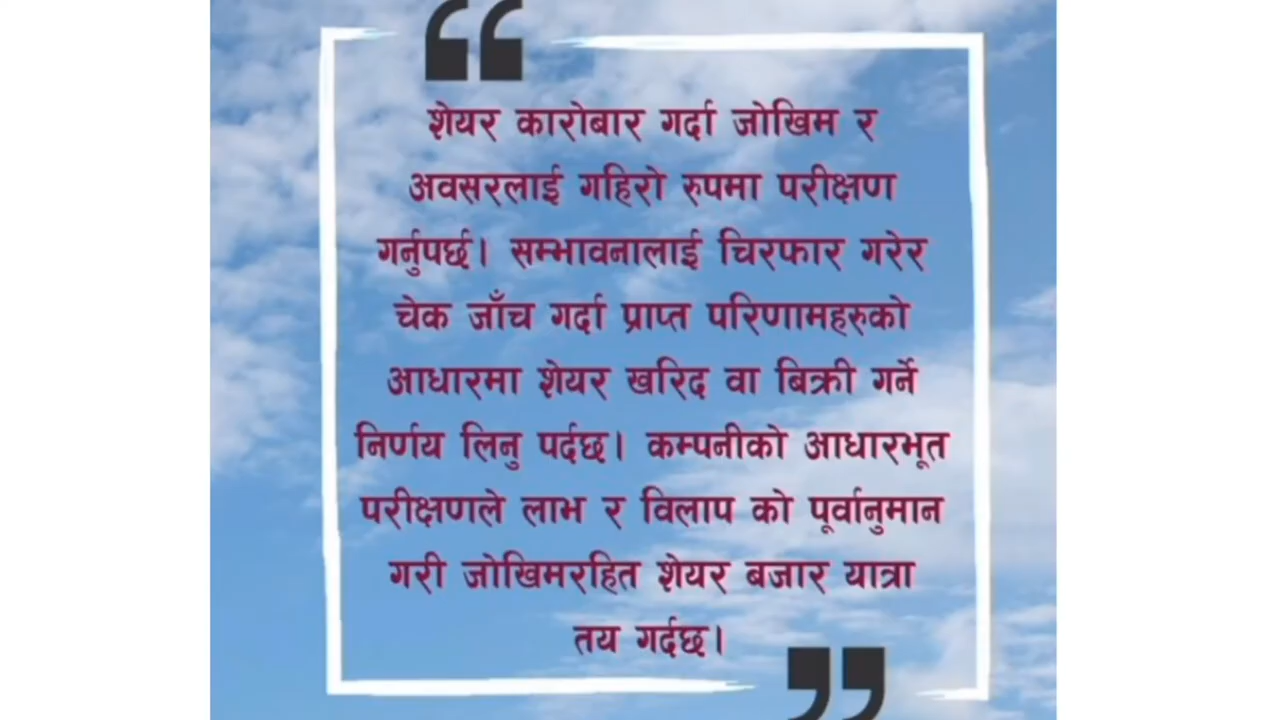 शेयर कारोबार गर्दा जोखिम र
अवसरलाई गहिरो रुपमा परीक्षण
गर्नुपर्छ। सम्भावनालाई चिरफार गरेर
चेक जाँच गर्दा प्राप्त परिणामहरुको
आधारमा शेयर खरिद वा बिक्री गर्ने
निर्णय लिनु पर्दछ। कम्पनीको आधारभूत
परीक्षणले लाभ र विलाप को पूर्वानुमान
गरी जोखिमरहित शेयर बजार यात्रा
तय गर्दछ।